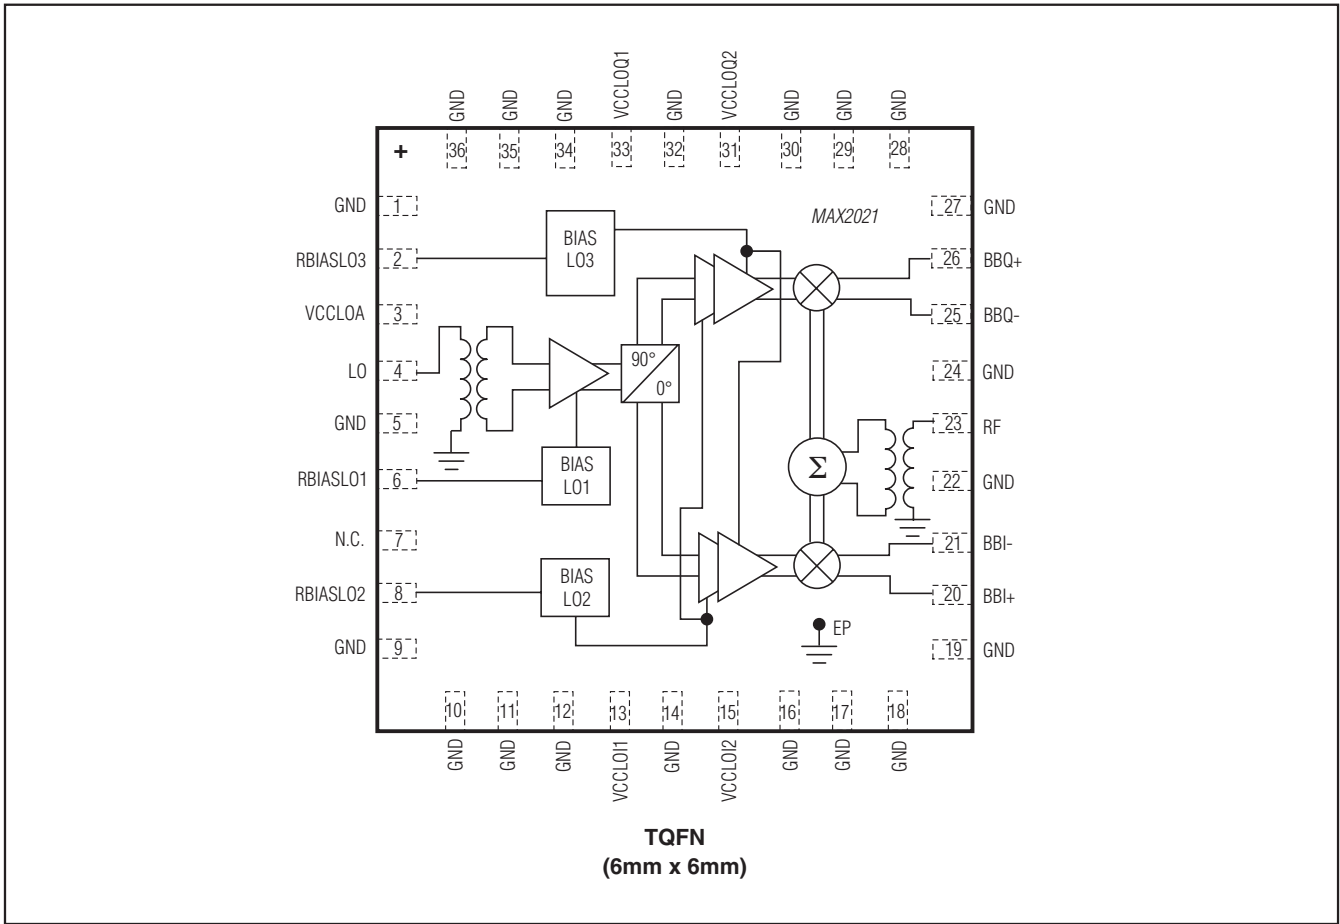 GND
GND
GND
VCCLOQ1
GND
VCCLOQ2
GND
GND
GND
+
36
35
34
33
32
31
30
29
28
GND 1
RBIASLO3 2
VCCLOA 3
LO 4
GND 5
RBIASLO1 6
N.C. 7
RBIASLO2 8
GND 9
BIAS
LO3
MAX2021
90°
0°
BIAS
LO1
Σ
BIAS
LO2
EP
27 GND
26 BBQ+
25 BBQ-
24 GND
23 RF
22 GND
21 BBI-
20 BBI+
19 GND
10
11
12
13
14
15
16
17
18
GND
GND
GND
VCCLOI1
GND
VCCLOI2
GND
GND
GND
TQFN
(6mm x 6mm)